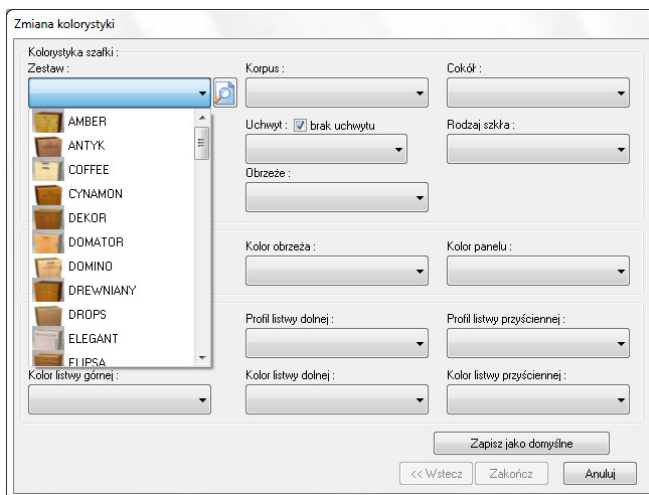 Zmiana kolorystyki
Kolorystyka szafki :
Zestaw :
Korpus :
Cokół :
AMBER
ANTYK
COFFEE
CYNAMON
DEKOR
DOMATOR
DOMINO
DREWNIANY
DROPS
ELEGANT
ELIPSA
Uchwyt : brak uchwytu
Rodzaj szkła :
Obrzeże :
Kolor obrzeża :
Kolor panelu :
Profil listwy dolnej :
Profil listwy przyściennej :
Kolor listwy górnej :
Kolor listwy dolnej :
Kolor listwy przyściennej :
Zapisz jako domyślne
<< Wstecz
Zakończ
Anuluj